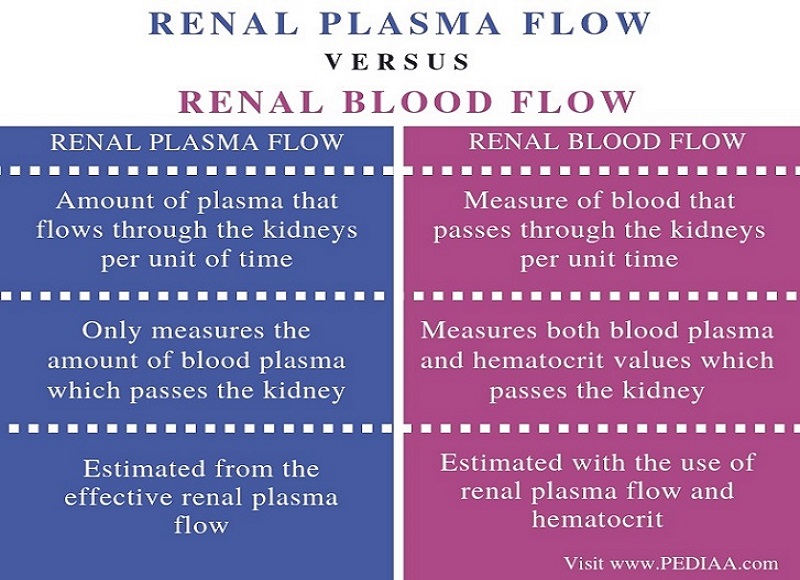 RENAL PLASMA FLOW
VERSUS
RENAL BLOOD FLOW
RENAL PLASMA FLOW
Amount of plasma that
flows through the kidneys
per unit of time
Only measures the
amount of blood plasma
which passes the kidney
Estimated from the
effective renal plasma
flow
RENAL BLOOD FLOW
Measure of blood that
passes through the kidneys
per unit time
Measures both blood plasma
and hematocrit values which
passes the kidney
Estimated with the use of
renal plasma flow and
hematocrit
Visit www.PEDIAA.com